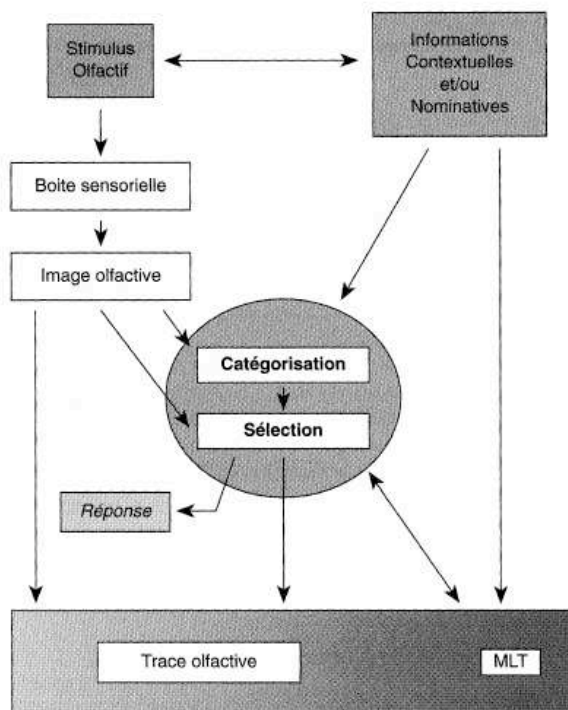 Stimulus
Olfactif
Informations
Contextuelles
et/ou
Nominatives
Boite sensorielle
Image olfactive
Catégorisation
Sélection
Réponse
Trace olfactive
MLT